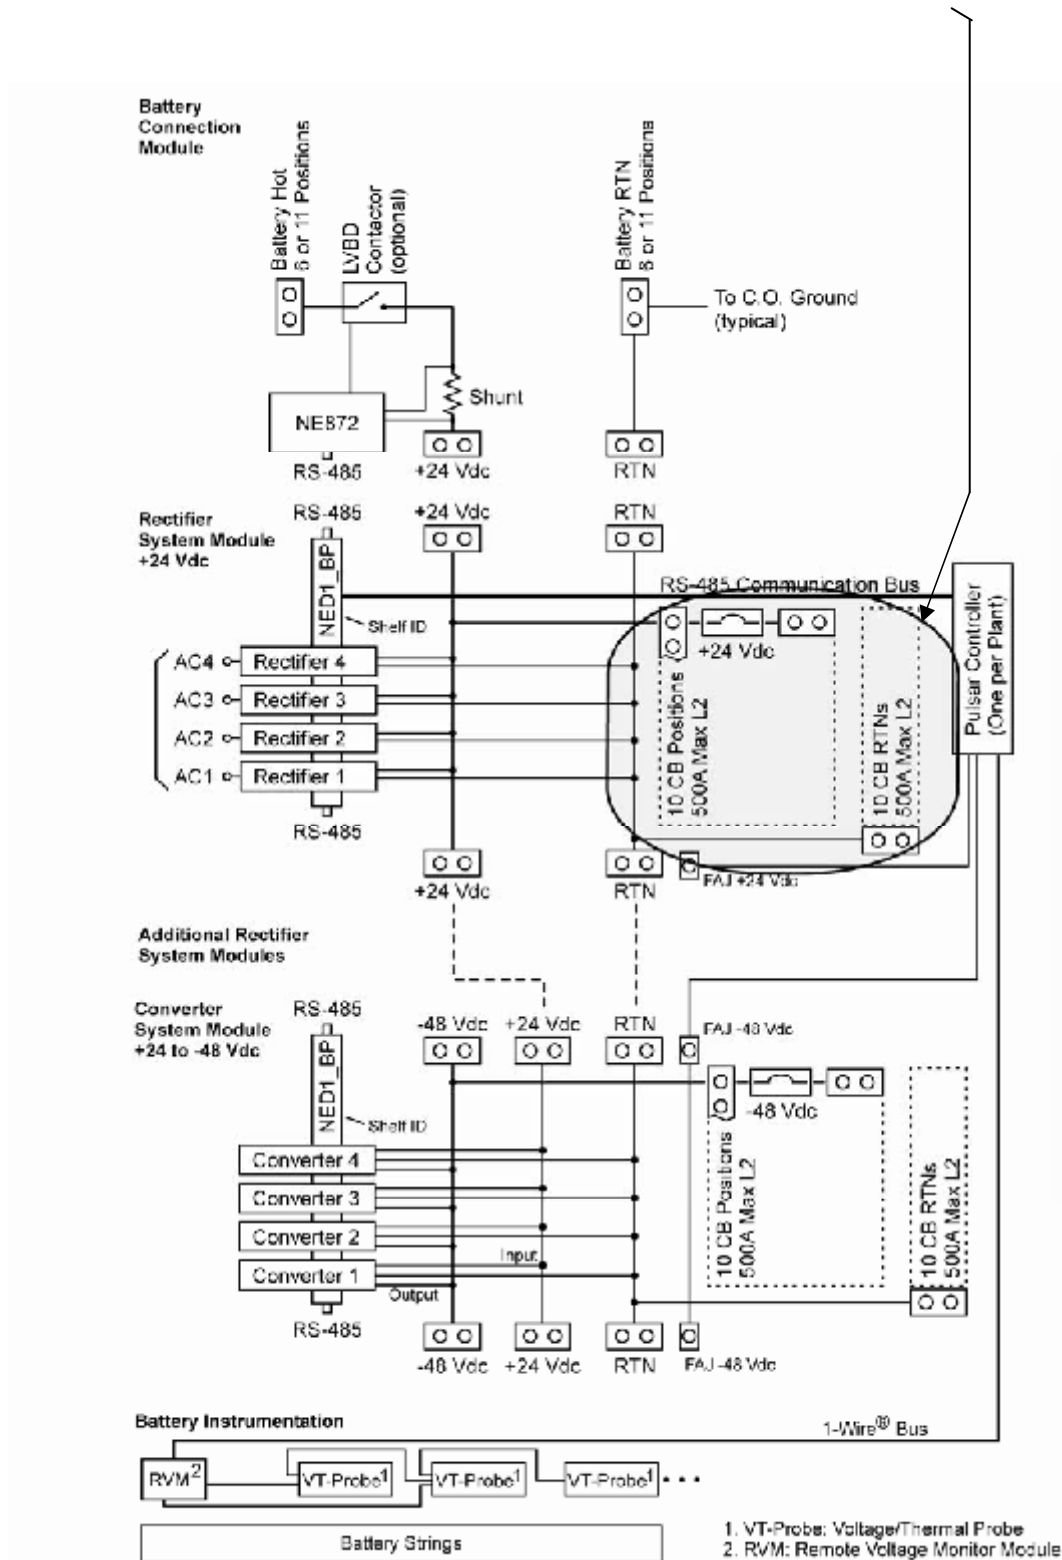 Battery
Connection
Module
Battery Hot
6 or 11 Positions
LVBD
Contactor
(optional)
Battery RTN
6 or 11 Positions
To C.O. Ground
(typical)
Shunt
NE872
RS-485
+24 Vdc
RTN
Rectifier
System Module
+24 Vdc
RS-485
+24 Vdc
RTN
NED1_BP
Shelf ID
RS-485 Communication Bus
Pulsar Controller
(One per Plant)
+24 Vdc
10 CB Positions
500A Max L2
10 CB RTNs
500A Max L2
AC4
Rectifier 4
AC3
Rectifier 3
AC2
Rectifier 2
AC1
Rectifier 1
RS-485
+24 Vdc
RTN
FAJ +24 Vdc
Additional Rectifier
System Modules
Converter
System Module
+24 to -48 Vdc
RS-485
-48 Vdc
+24 Vdc
RTN
FAJ -48 Vdc
NED1_BP
Shelf ID
-48 Vdc
10 CB Positions
500A Max L2
10 CB RTNs
500A Max L2
Converter 4
Converter 3
Converter 2
Converter 1
Input
Output
RS-485
-48 Vdc
+24 Vdc
RTN
FAJ -48 Vdc
Battery Instrumentation
1-Wire® Bus
RVM2
VT-Probe1
VT-Probe1
VT-Probe1
Battery Strings
1. VT-Probe: Voltage/Thermal Probe
2. RVM: Remote Voltage Monitor Module